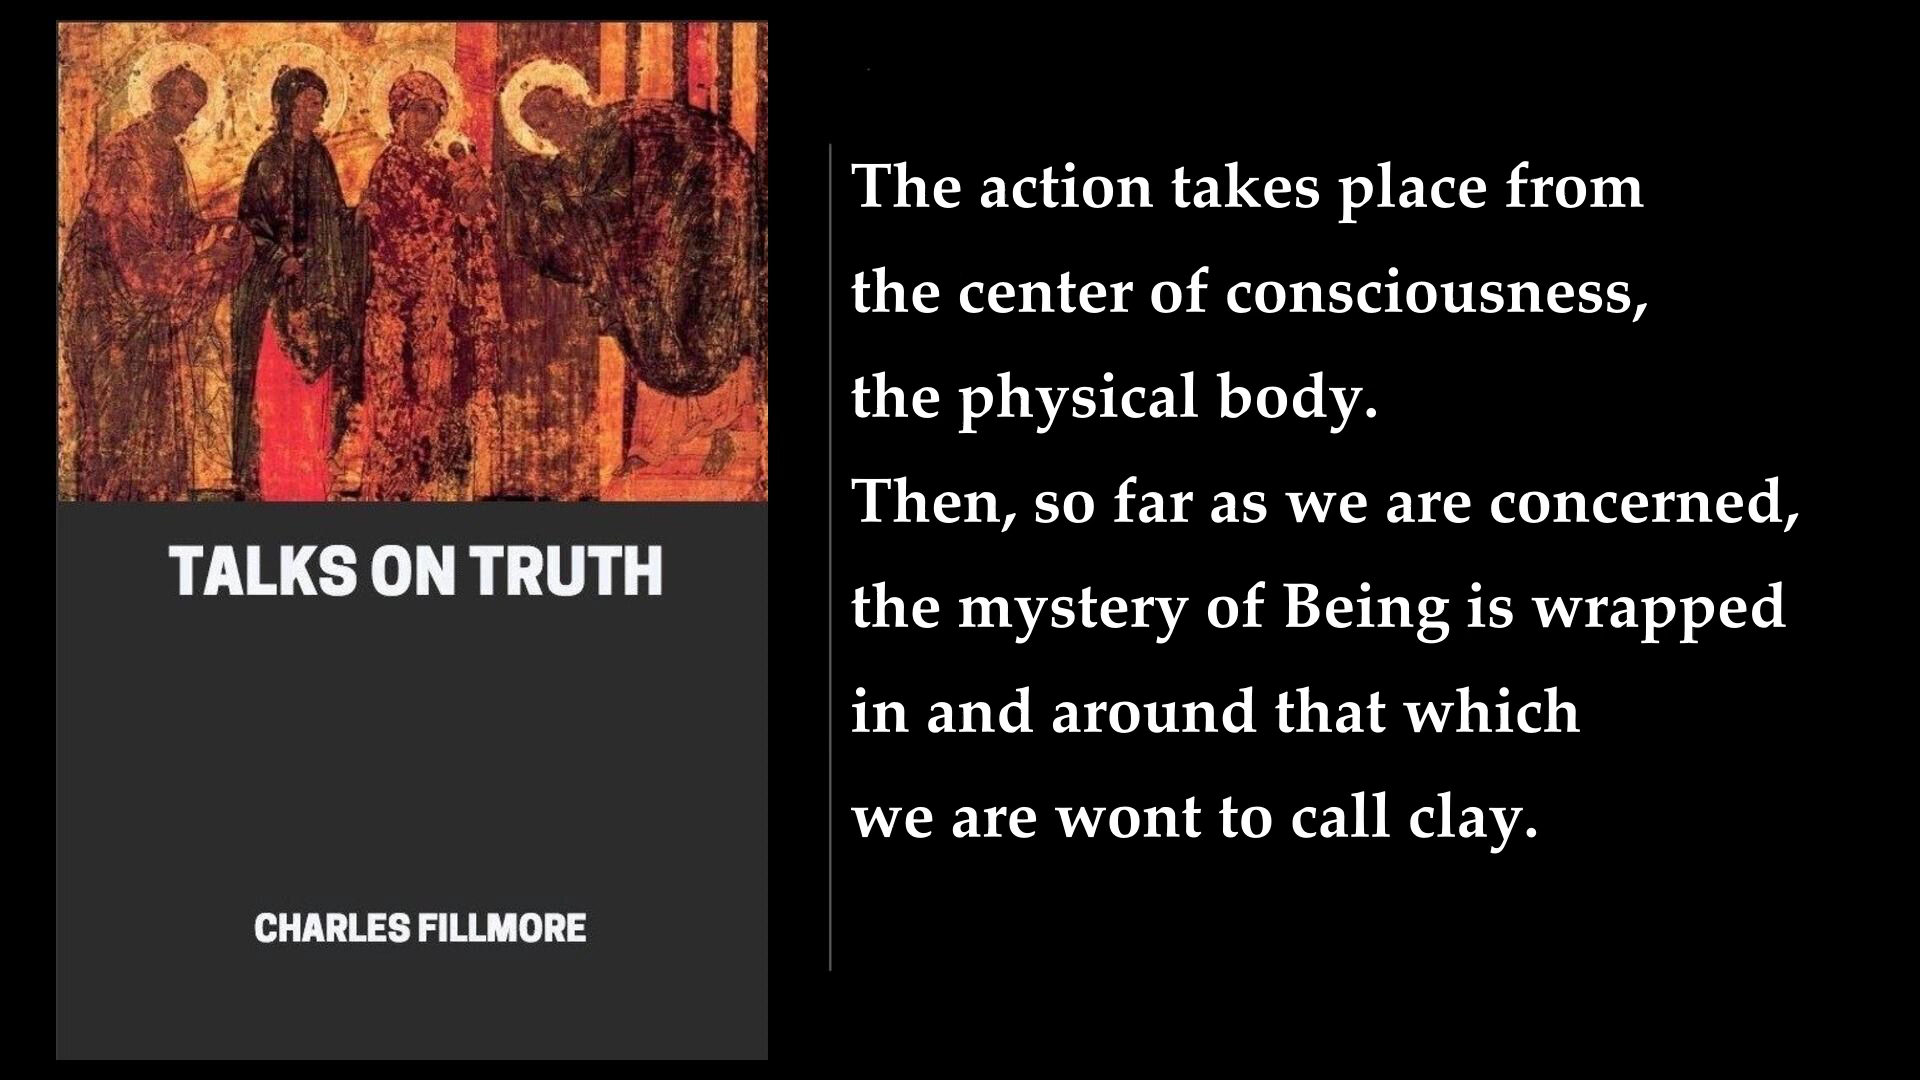 TALKS ON TRUTH
CHARLES FILLMORE
The action takes place from
the center of consciousness,
the physical body.
Then, so far as we are concerned,
the mystery of Being is wrapped
in and around that which
we are wont to call clay.